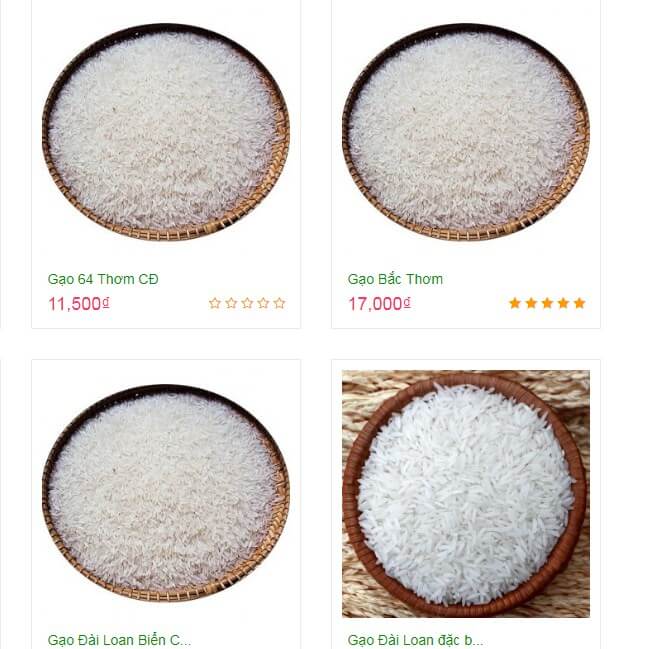 Gạo 64 Thơm CĐ
11,500₫
Gạo Bắc Thơm
17,000₫
Gạo Đài Loan Biển C...
Gạo Đài Loan đặc b...